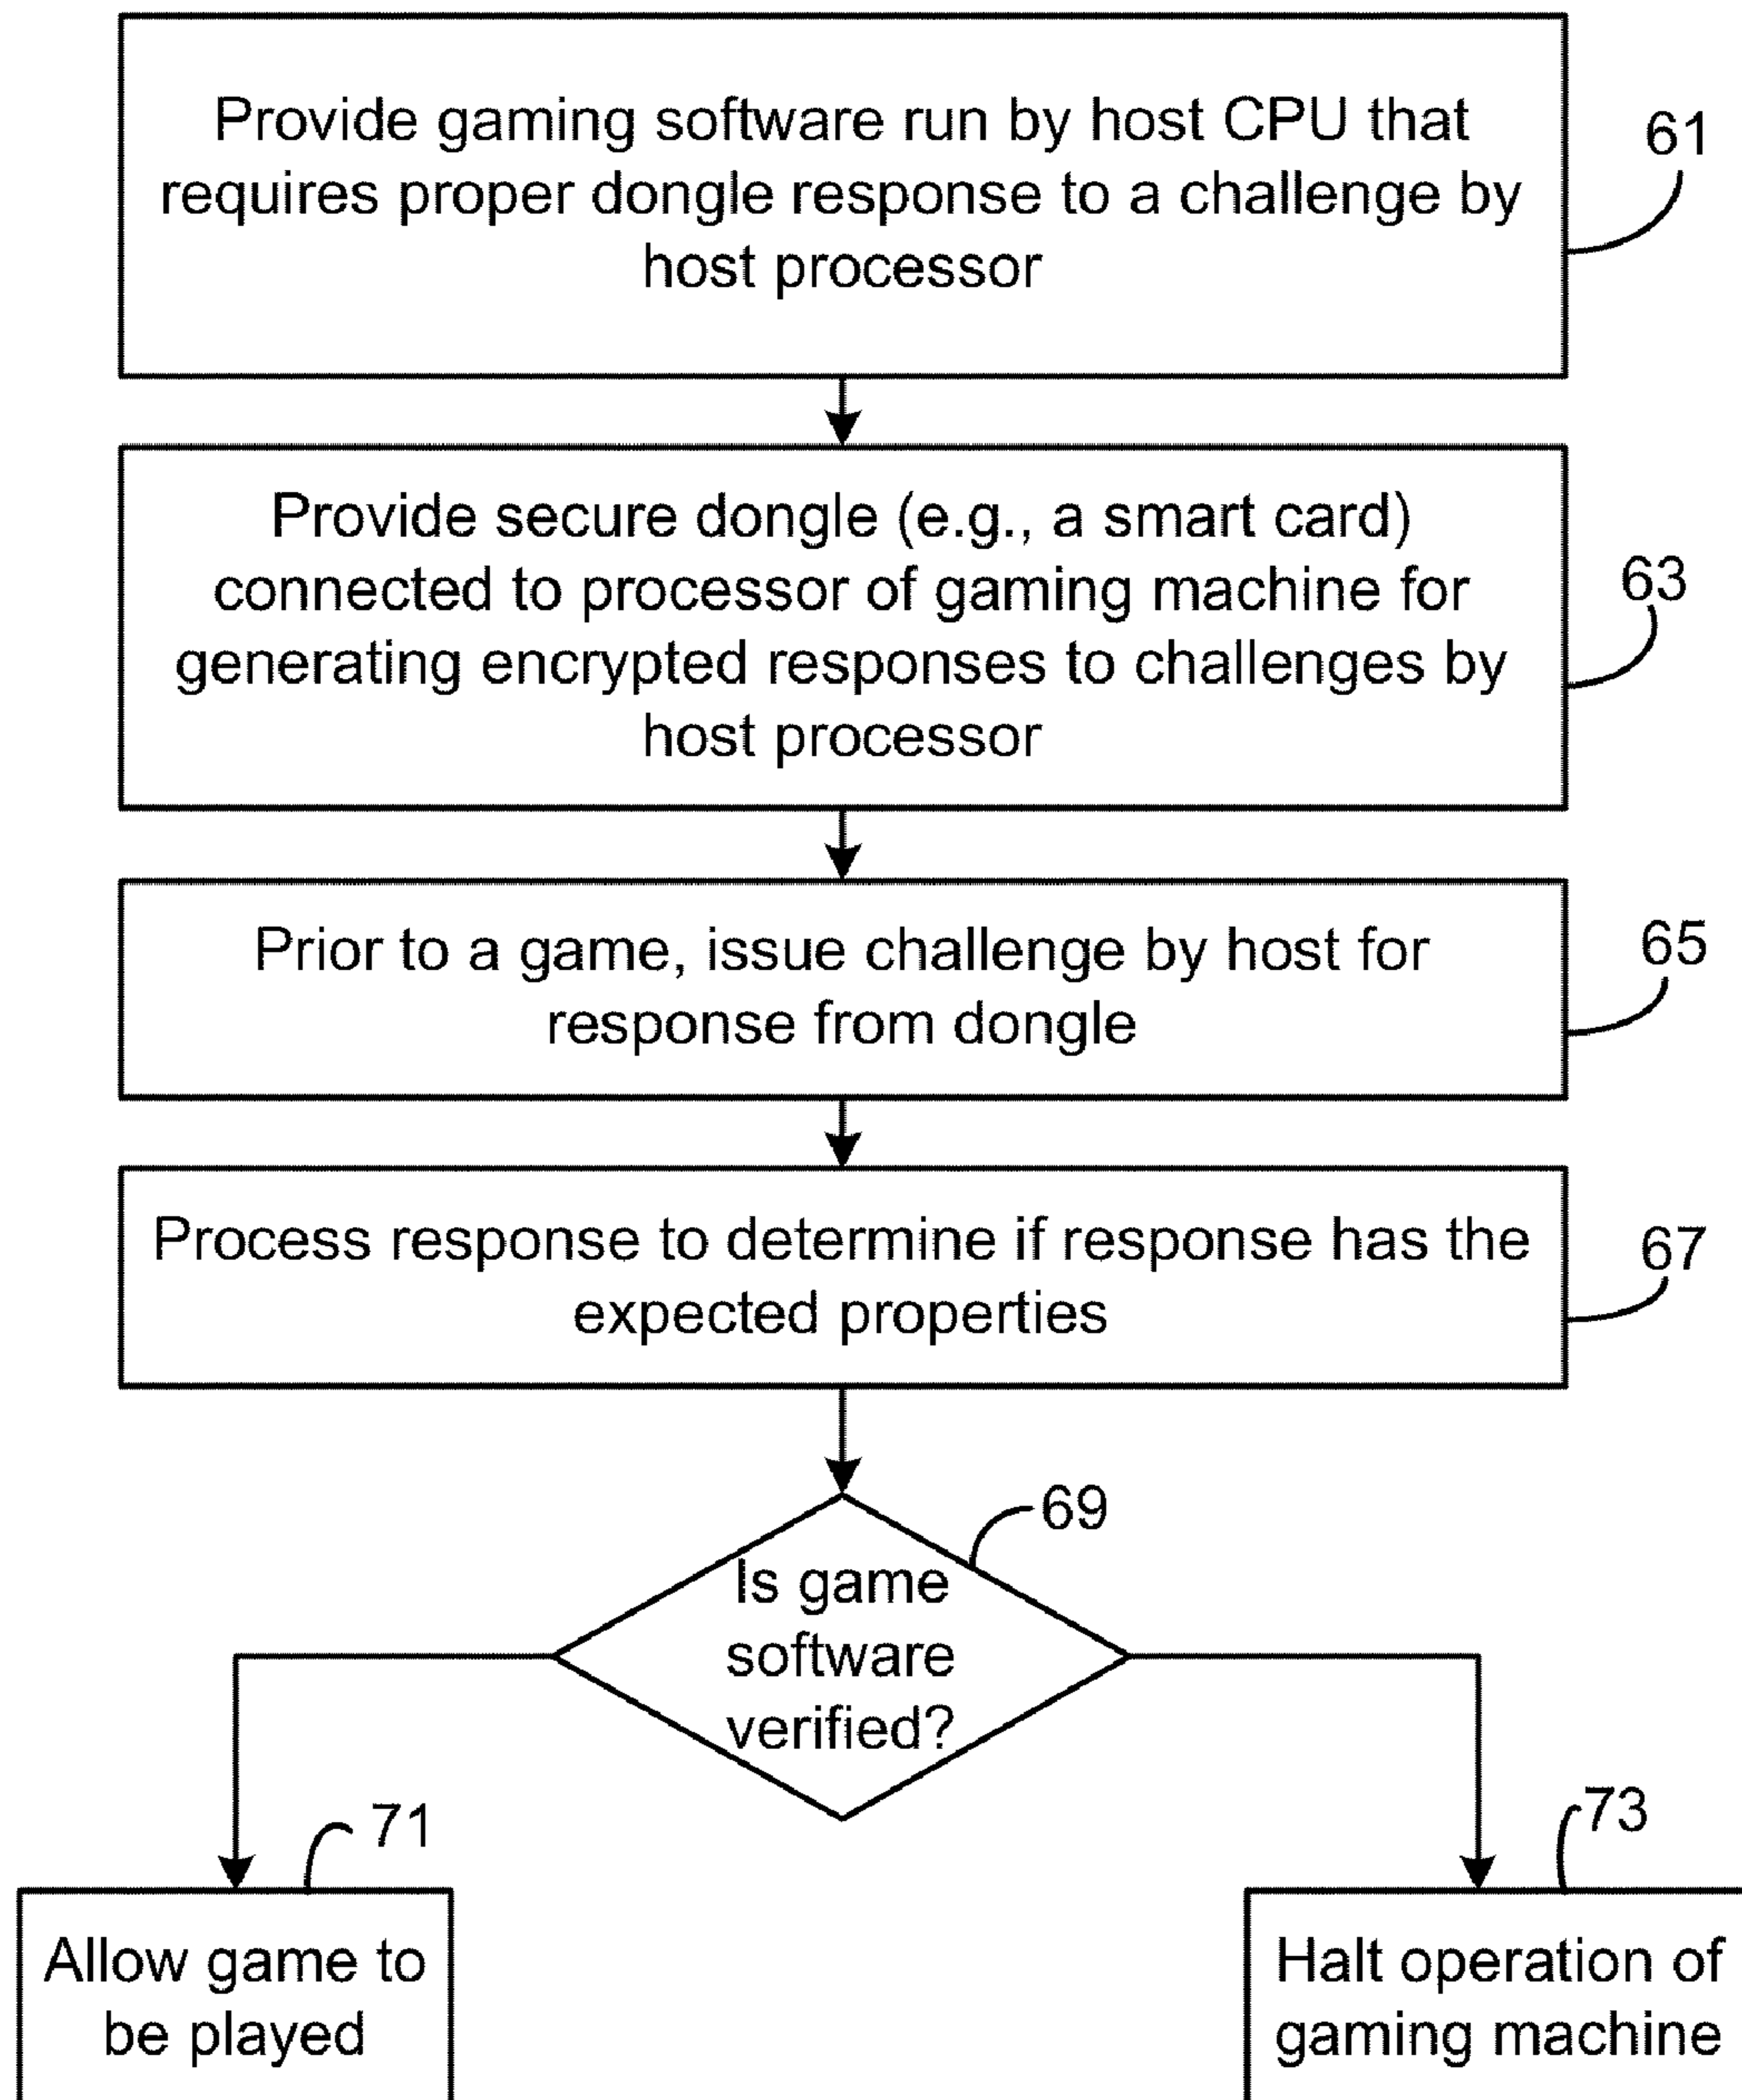 Provide gaming software run by host CPU that
requires proper dongle response to a challenge by
host processor
61
Provide secure dongle (e.g., a smart card)
connected to processor of gaming machine for
generating encrypted responses to challenges by
host processor
63
Prior to a game, issue challenge by host for
response from dongle
65
Process response to determine if response has the
expected properties
67
69
Is game
software
verified?
71
Allow game to
be played
73
Halt operation of
gaming machine